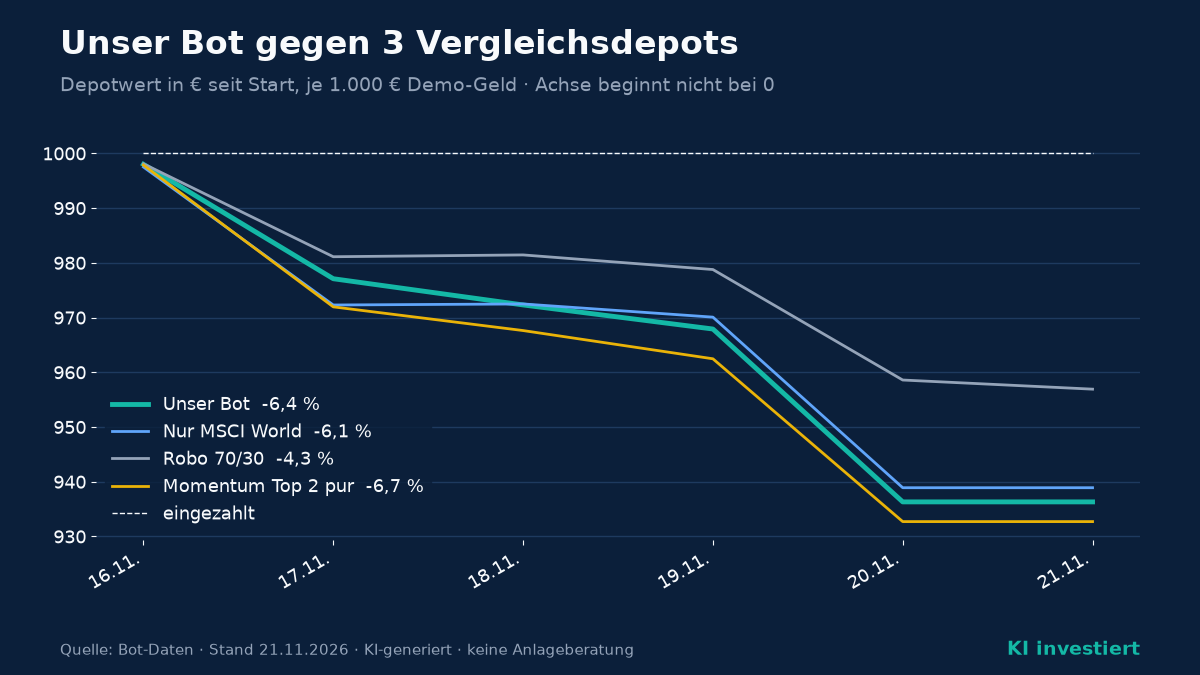 Unser Bot gegen 3 Vergleichsdepots
Depotwert in € seit Start, je 1.000 € Demo-Geld · Achse beginnt nicht bei 0
1000
990
980
970
960
950
940
930
Unser Bot -6,4 %
Nur MSCI World -6,1 %
Robo 70/30 -4,3 %
Momentum Top 2 pur -6,7 %
eingezahlt
16.11.
17.11.
18.11.
19.11.
20.11.
21.11.
Quelle: Bot-Daten · Stand 21.11.2026 · KI-generiert · keine Anlageberatung
KI investiert